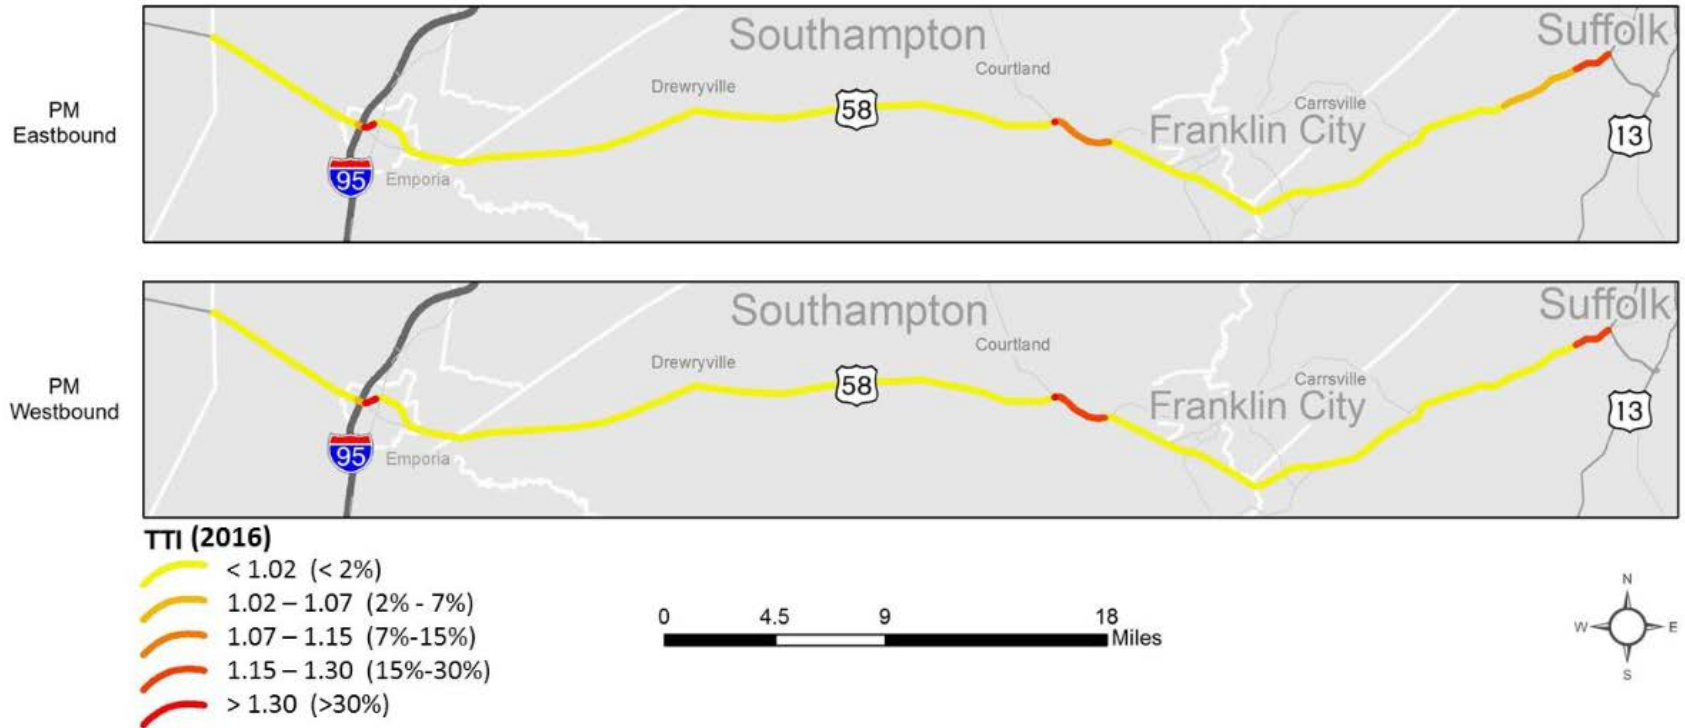 PM
Eastbound
Southampton
Suffolk
Courtland
Drewryville
58
Carrsville
Franklin City
13
95
Emporia
PM
Westbound
Southampton
Suffolk
Courtland
Drewryville
58
Carrsville
Franklin City
13
95
Emporia
TTI (2016)
< 1.02 (< 2%)
1.02 – 1.07 (2% - 7%)
1.07 – 1.15 (7%-15%)
1.15 – 1.30 (15%-30%)
> 1.30 (>30%)
0 4.5 9 18
Miles
N
W E
S